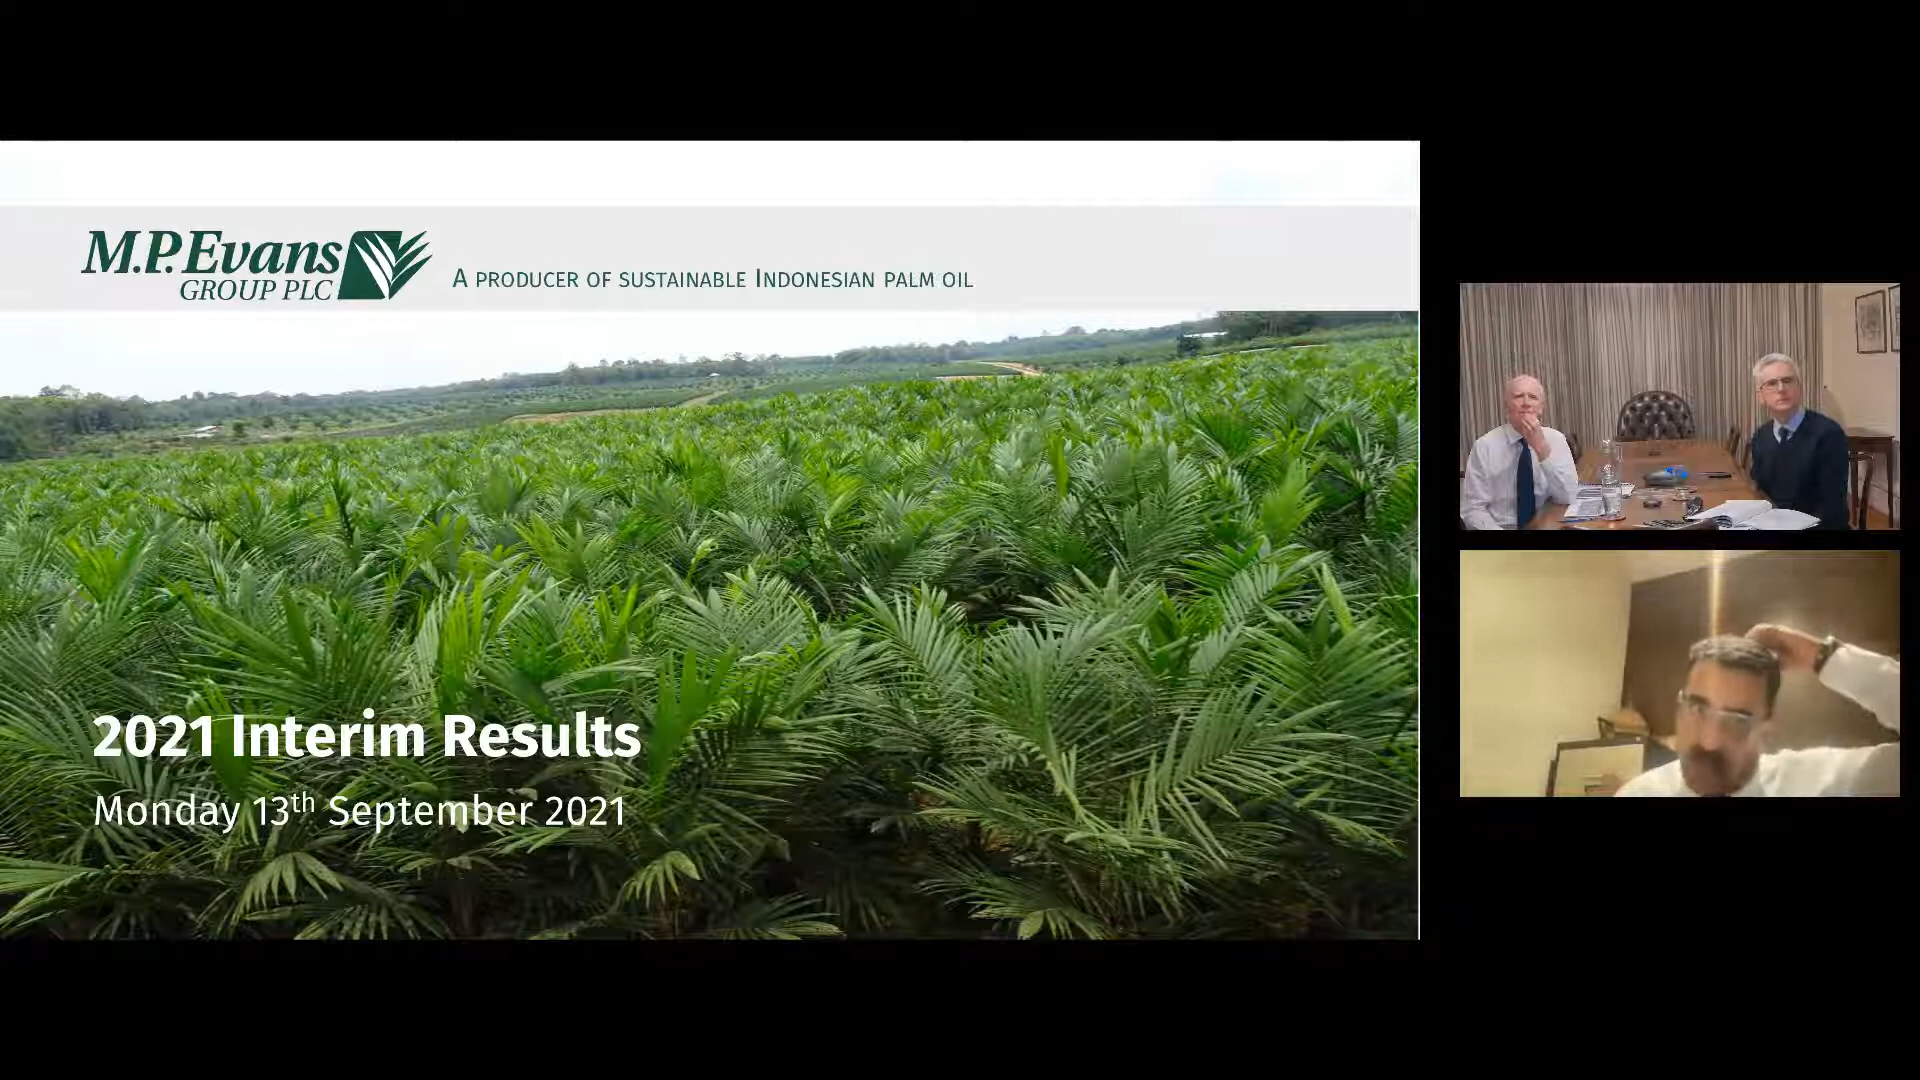 M.P.Evans
GROUP PLC
A PRODUCER OF SUSTAINABLE INDONESIAN PALM OIL
2021 Interim Results
Monday 13th September 2021